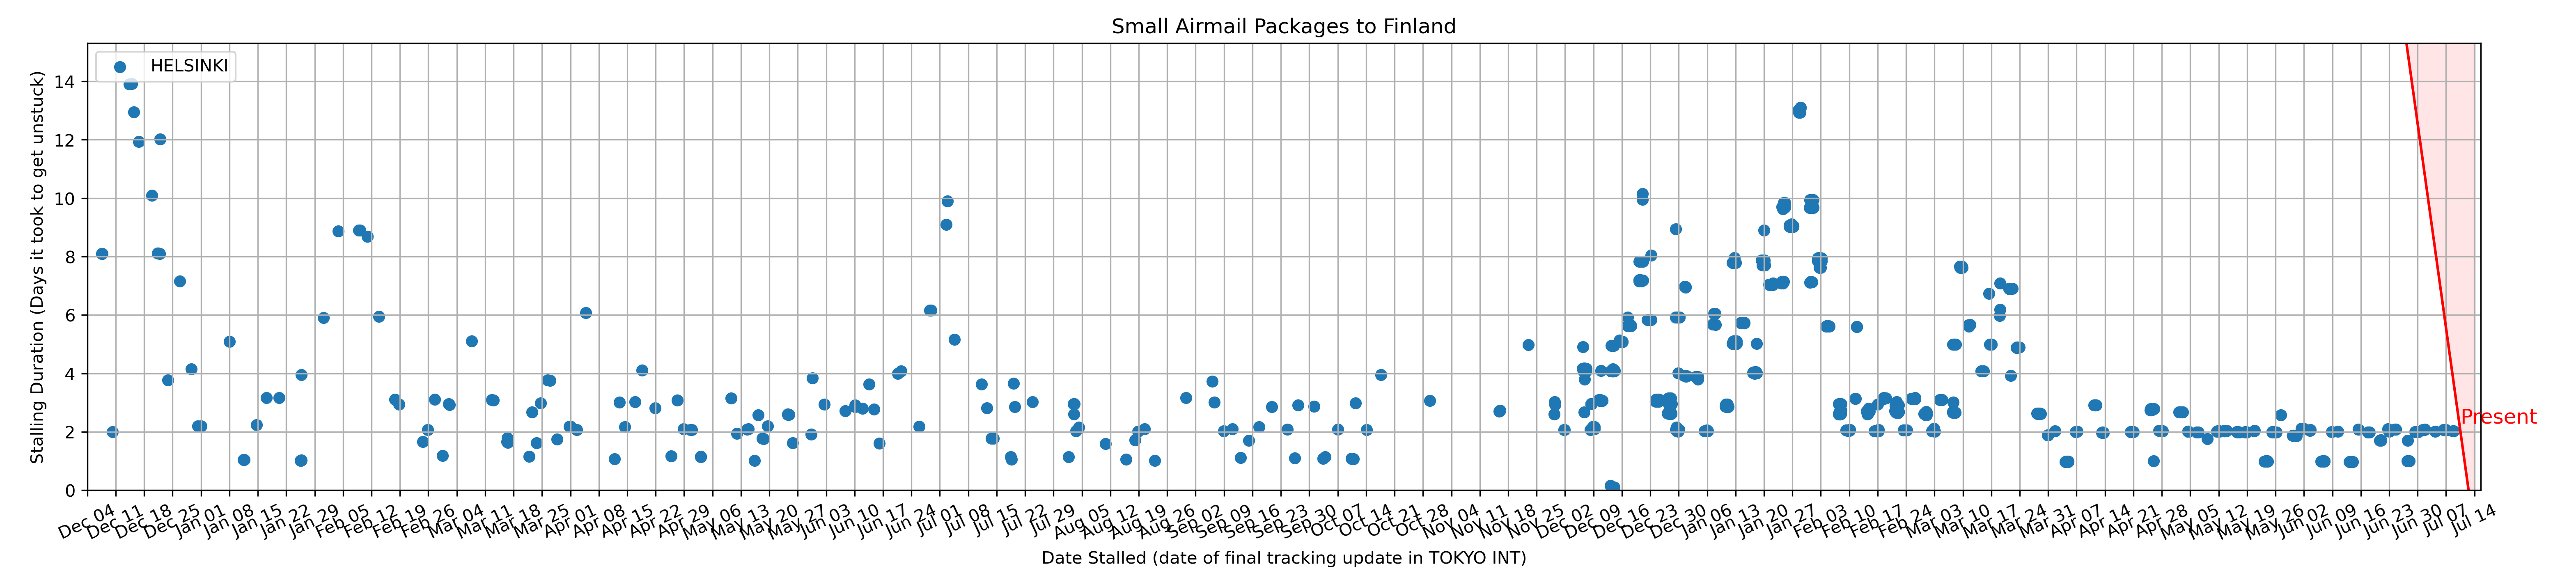 Small Airmail Packages to Finland
HELSINKI
Stalling Duration (Days it took to get unstuck)
14
12
10
8
6
4
2
0
Present
Dec 04 Dec 11 Dec 18 Dec 25 Jan 01 Jan 08 Jan 15 Jan 22 Jan 29 Feb 05 Feb 12 Feb 19 Feb 26 Mar 04 Mar 11 Mar 18 Mar 25 Apr 01 Apr 08 Apr 15 Apr 22 Apr 29 May 06 May 13 May 20 May 27 Jun 03 Jun 10 Jun 17 Jun 24 Jul 01 Jul 08 Jul 15 Jul 22 Jul 29 Aug 05 Aug 12 Aug 19 Aug 26 Sep 02 Sep 09 Sep 16 Sep 23 Sep 30 Oct 07 Oct 14 Oct 21 Oct 28 Nov 04 Nov 11 Nov 18 Nov 25 Dec 02 Dec 09 Dec 16 Dec 23 Dec 30 Jan 06 Jan 13 Jan 20 Jan 27 Feb 03 Feb 10 Feb 17 Feb 24 Mar 03 Mar 10 Mar 17 Mar 24 Mar 31 Apr 07 Apr 14 Apr 21 Apr 28 May 05 May 12 May 19 May 26 Jun 02 Jun 09 Jun 16 Jun 23 Jun 30 Jul 07 Jul 14
Date Stalled (date of final tracking update in TOKYO INT)